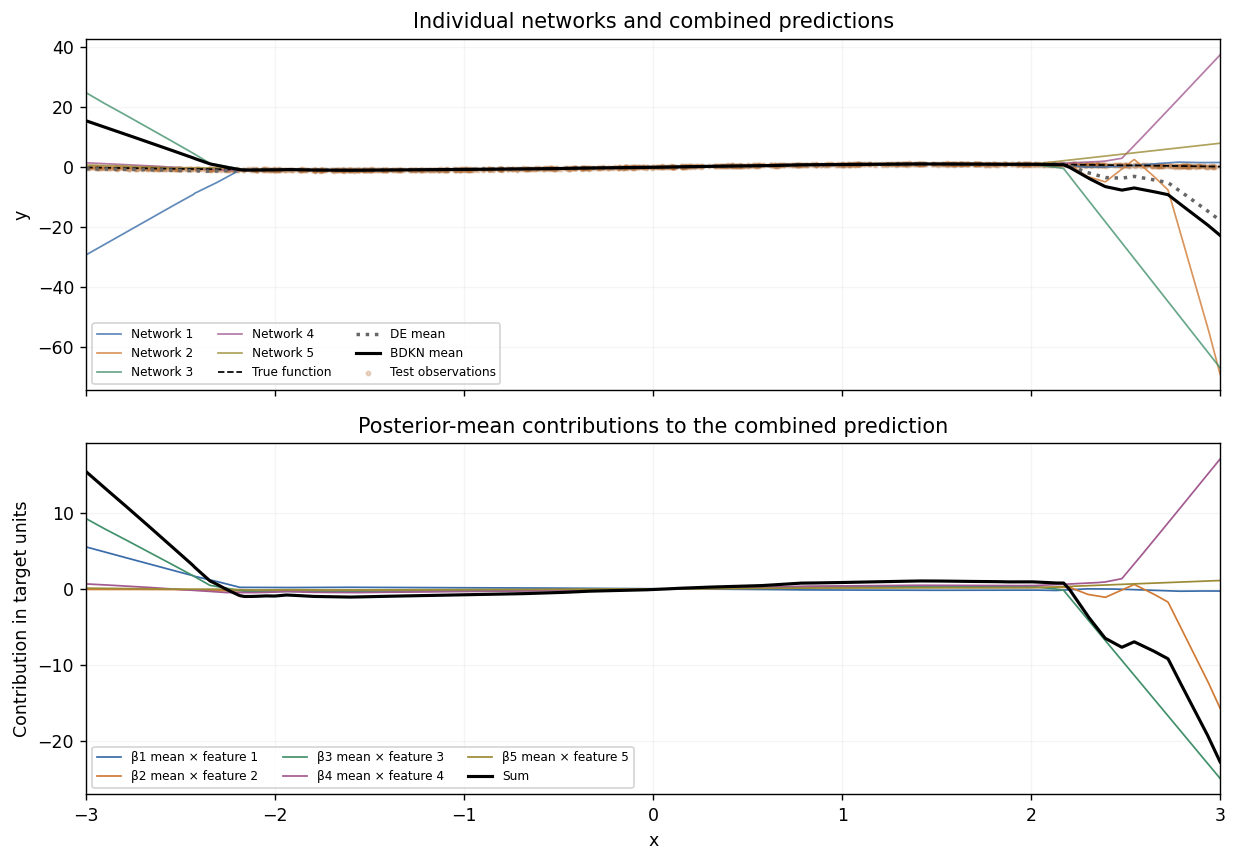 Individual networks and combined predictions
40
20
0
−20
−40
−60
y
Network 1
Network 2
Network 3
Network 4
Network 5
True function
DE mean
BDKN mean
Test observations
Posterior-mean contributions to the combined prediction
10
0
−10
−20
Contribution in target units
β1 mean × feature 1
β2 mean × feature 2
β3 mean × feature 3
β4 mean × feature 4
β5 mean × feature 5
Sum
−3 −2 −1 0 1 2 3
x